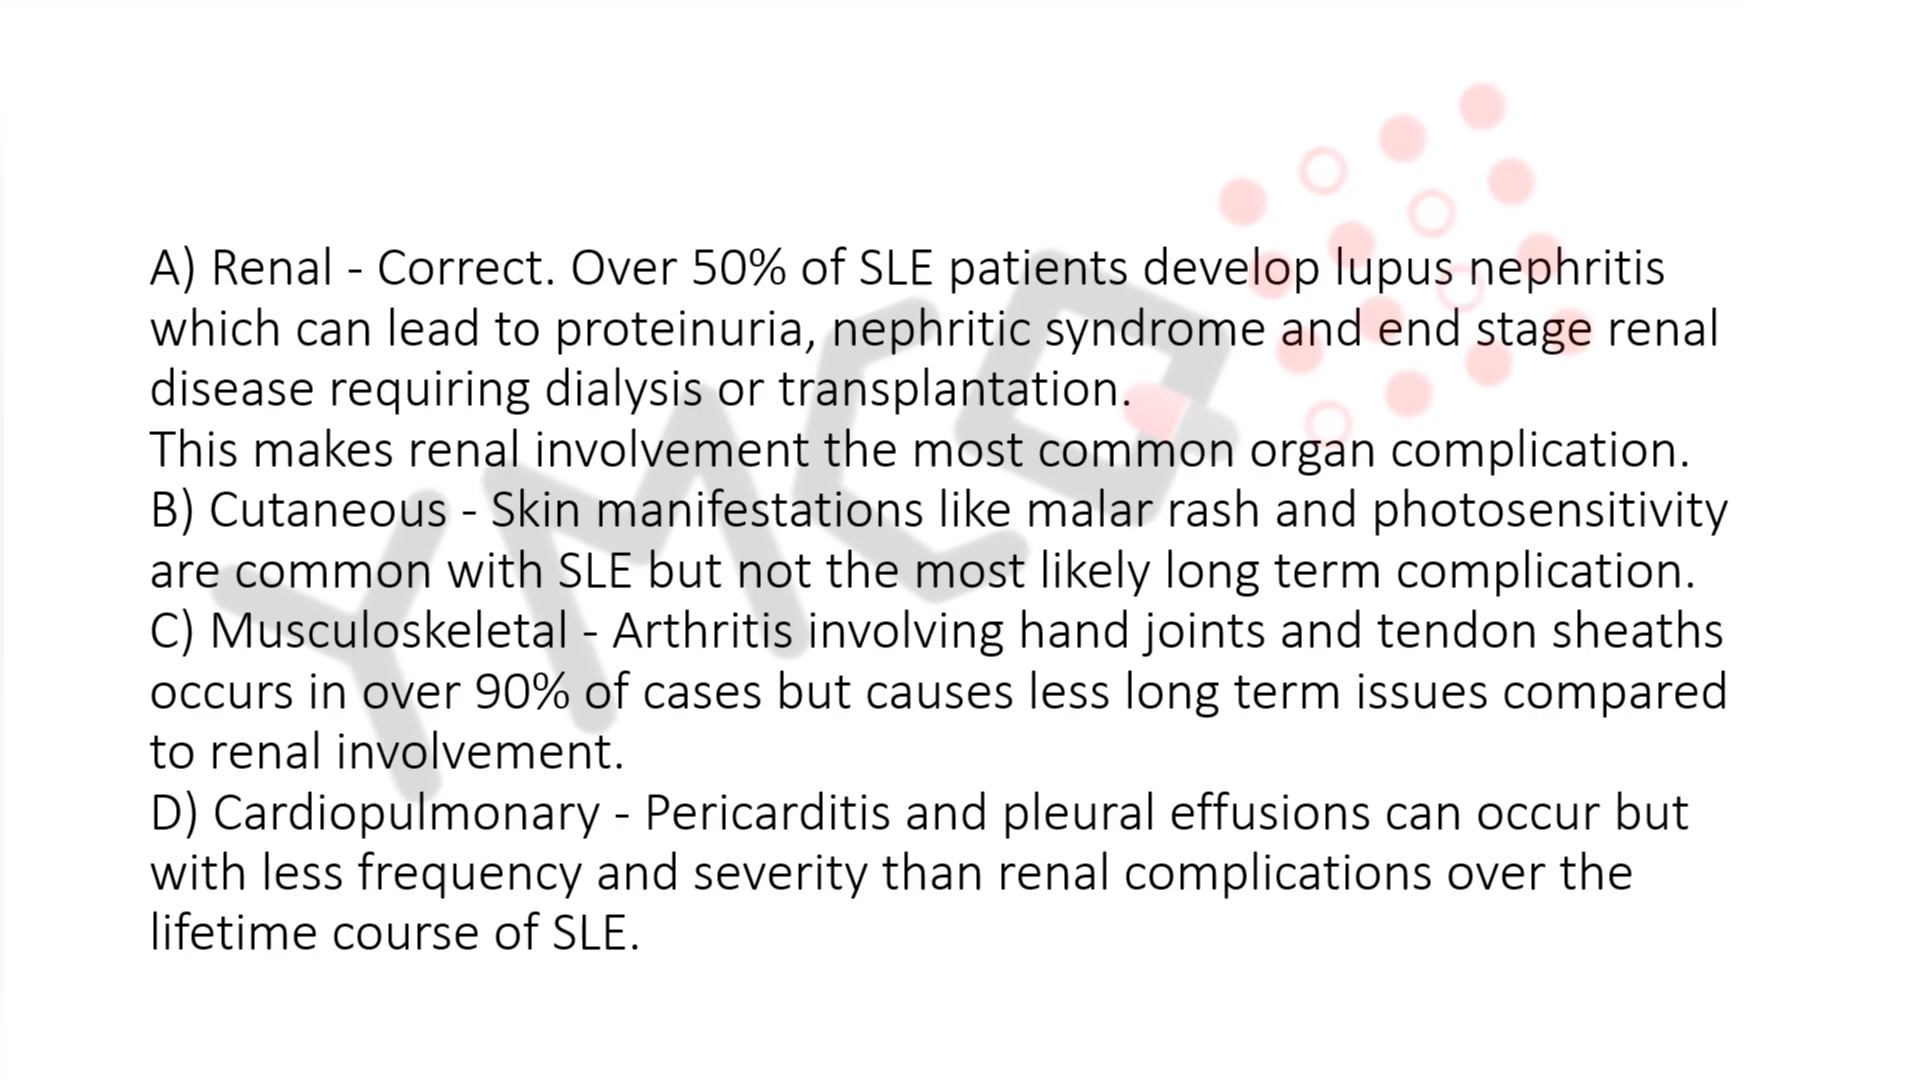 A) Renal - Correct. Over 50% of SLE patients develop lupus nephritis
which can lead to proteinuria, nephritic syndrome and end stage renal
disease requiring dialysis or transplantation.
This makes renal involvement the most common organ complication.
B) Cutaneous - Skin manifestations like malar rash and photosensitivity
are common with SLE but not the most likely long term complication.
C) Musculoskeletal - Arthritis involving hand joints and tendon sheaths
occurs in over 90% of cases but causes less long term issues compared
to renal involvement.
D) Cardiopulmonary - Pericarditis and pleural effusions can occur but
with less frequency and severity than renal complications over the
lifetime course of SLE.
YMCQ